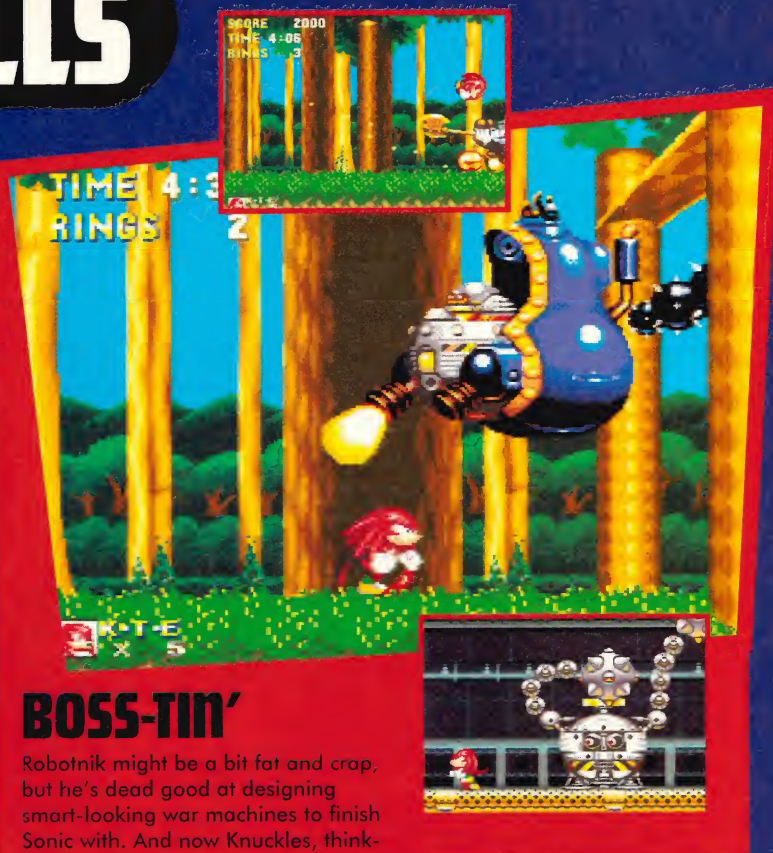 LLS
SCORE 2000
TIME 4:06
RINGS 3
TIME 4:3
RINGS 2
K·T·E
X 5
BOSS-TIN'
Robotnik might be a bit fat and crap,
but he's dead good at designing
smart-looking war machines to finish
Sonic with. And now Knuckles, think-